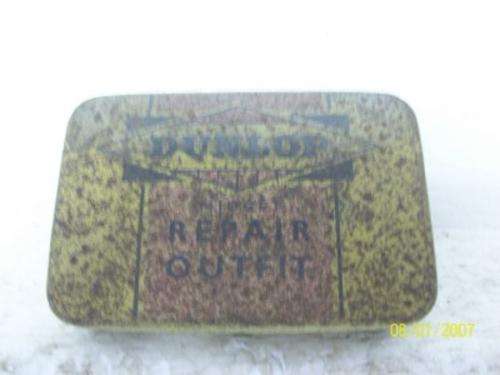 DUNLOP
REPAIR
OUTFIT
08/01/2007